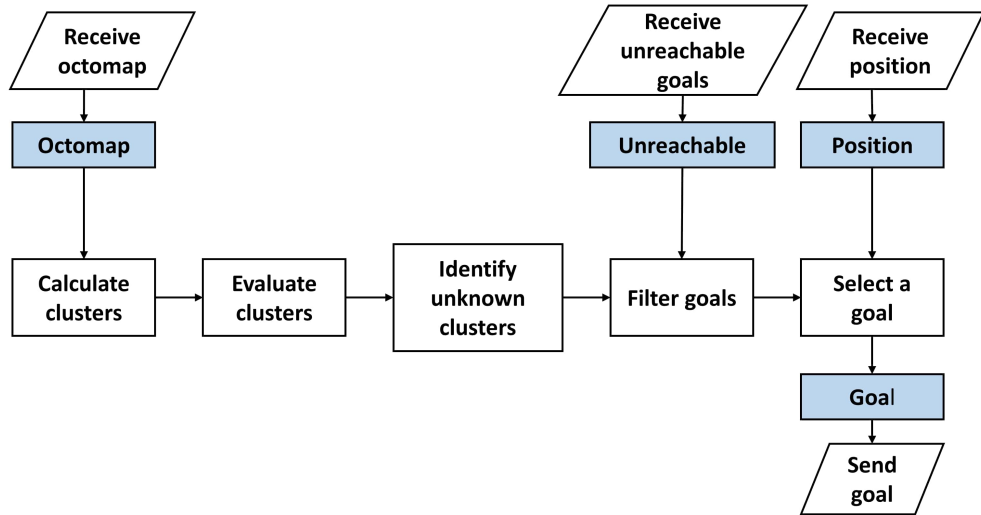 Receive
octomap
Receive
unreachable
goals
Receive
position
Octomap
Unreachable
Position
Calculate
clusters
Evaluate
clusters
Identify
unknown
clusters
Filter goals
Select a
goal
Goal
Send
goal